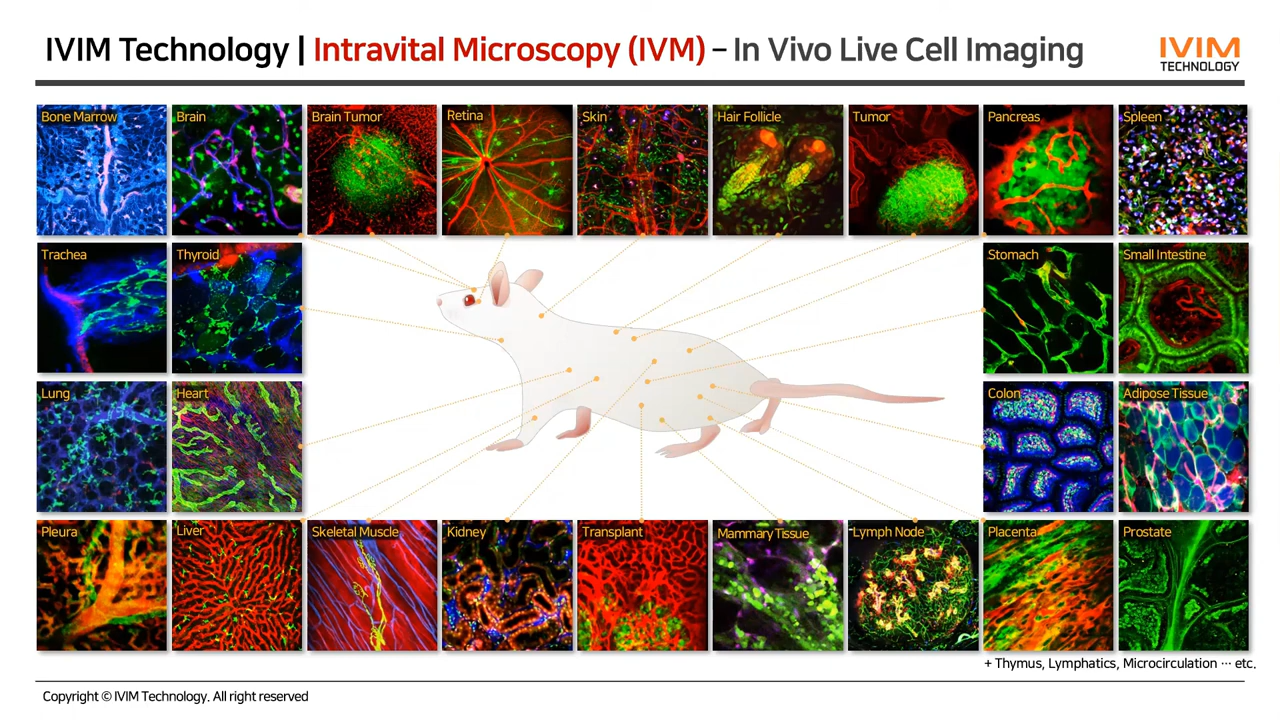 IVIM Technology | Intravital Microscopy (IVM) – In Vivo Live Cell Imaging
IVIM
TECHNOLOGY
Bone Marrow
Brain
Brain Tumor
Retina
Skin
Hair Follicle
Tumor
Pancreas
Spleen
Trachea
Thyroid
Stomach
Small Intestine
Lung
Heart
Colon
Adipose Tissue
Pleura
Liver
Skeletal Muscle
Kidney
Transplant
Mammary Tissue
Lymph Node
Placenta
Prostate
+ Thymus, Lymphatics, Microcirculation ··· etc.
Copyright © IVIM Technology. All right reserved